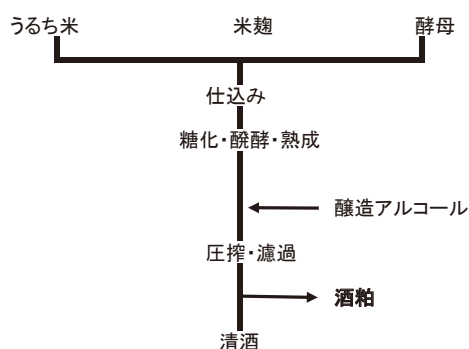 うるち米 米麹 酵母
仕込み
糖化・醗酵・熟成
醸造アルコール
圧搾・濾過
酒粕
清酒